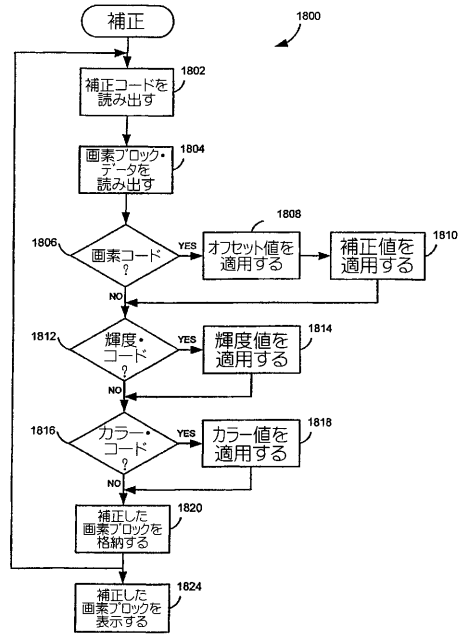 補正
1800
補正コードを
読み出す
1802
画素ブロック・
データを
読み出す
1804
画素コード
?
1806
YES
NO
オフセット値を
適用する
1808
補正値を
適用する
1810
輝度・
コード
?
1812
YES
NO
輝度値を
適用する
1814
カラー・
コード
?
1816
YES
NO
カラー値を
適用する
1818
補正した
画素ブロックを
格納する
1820
補正した
画素ブロックを
表示する
1824